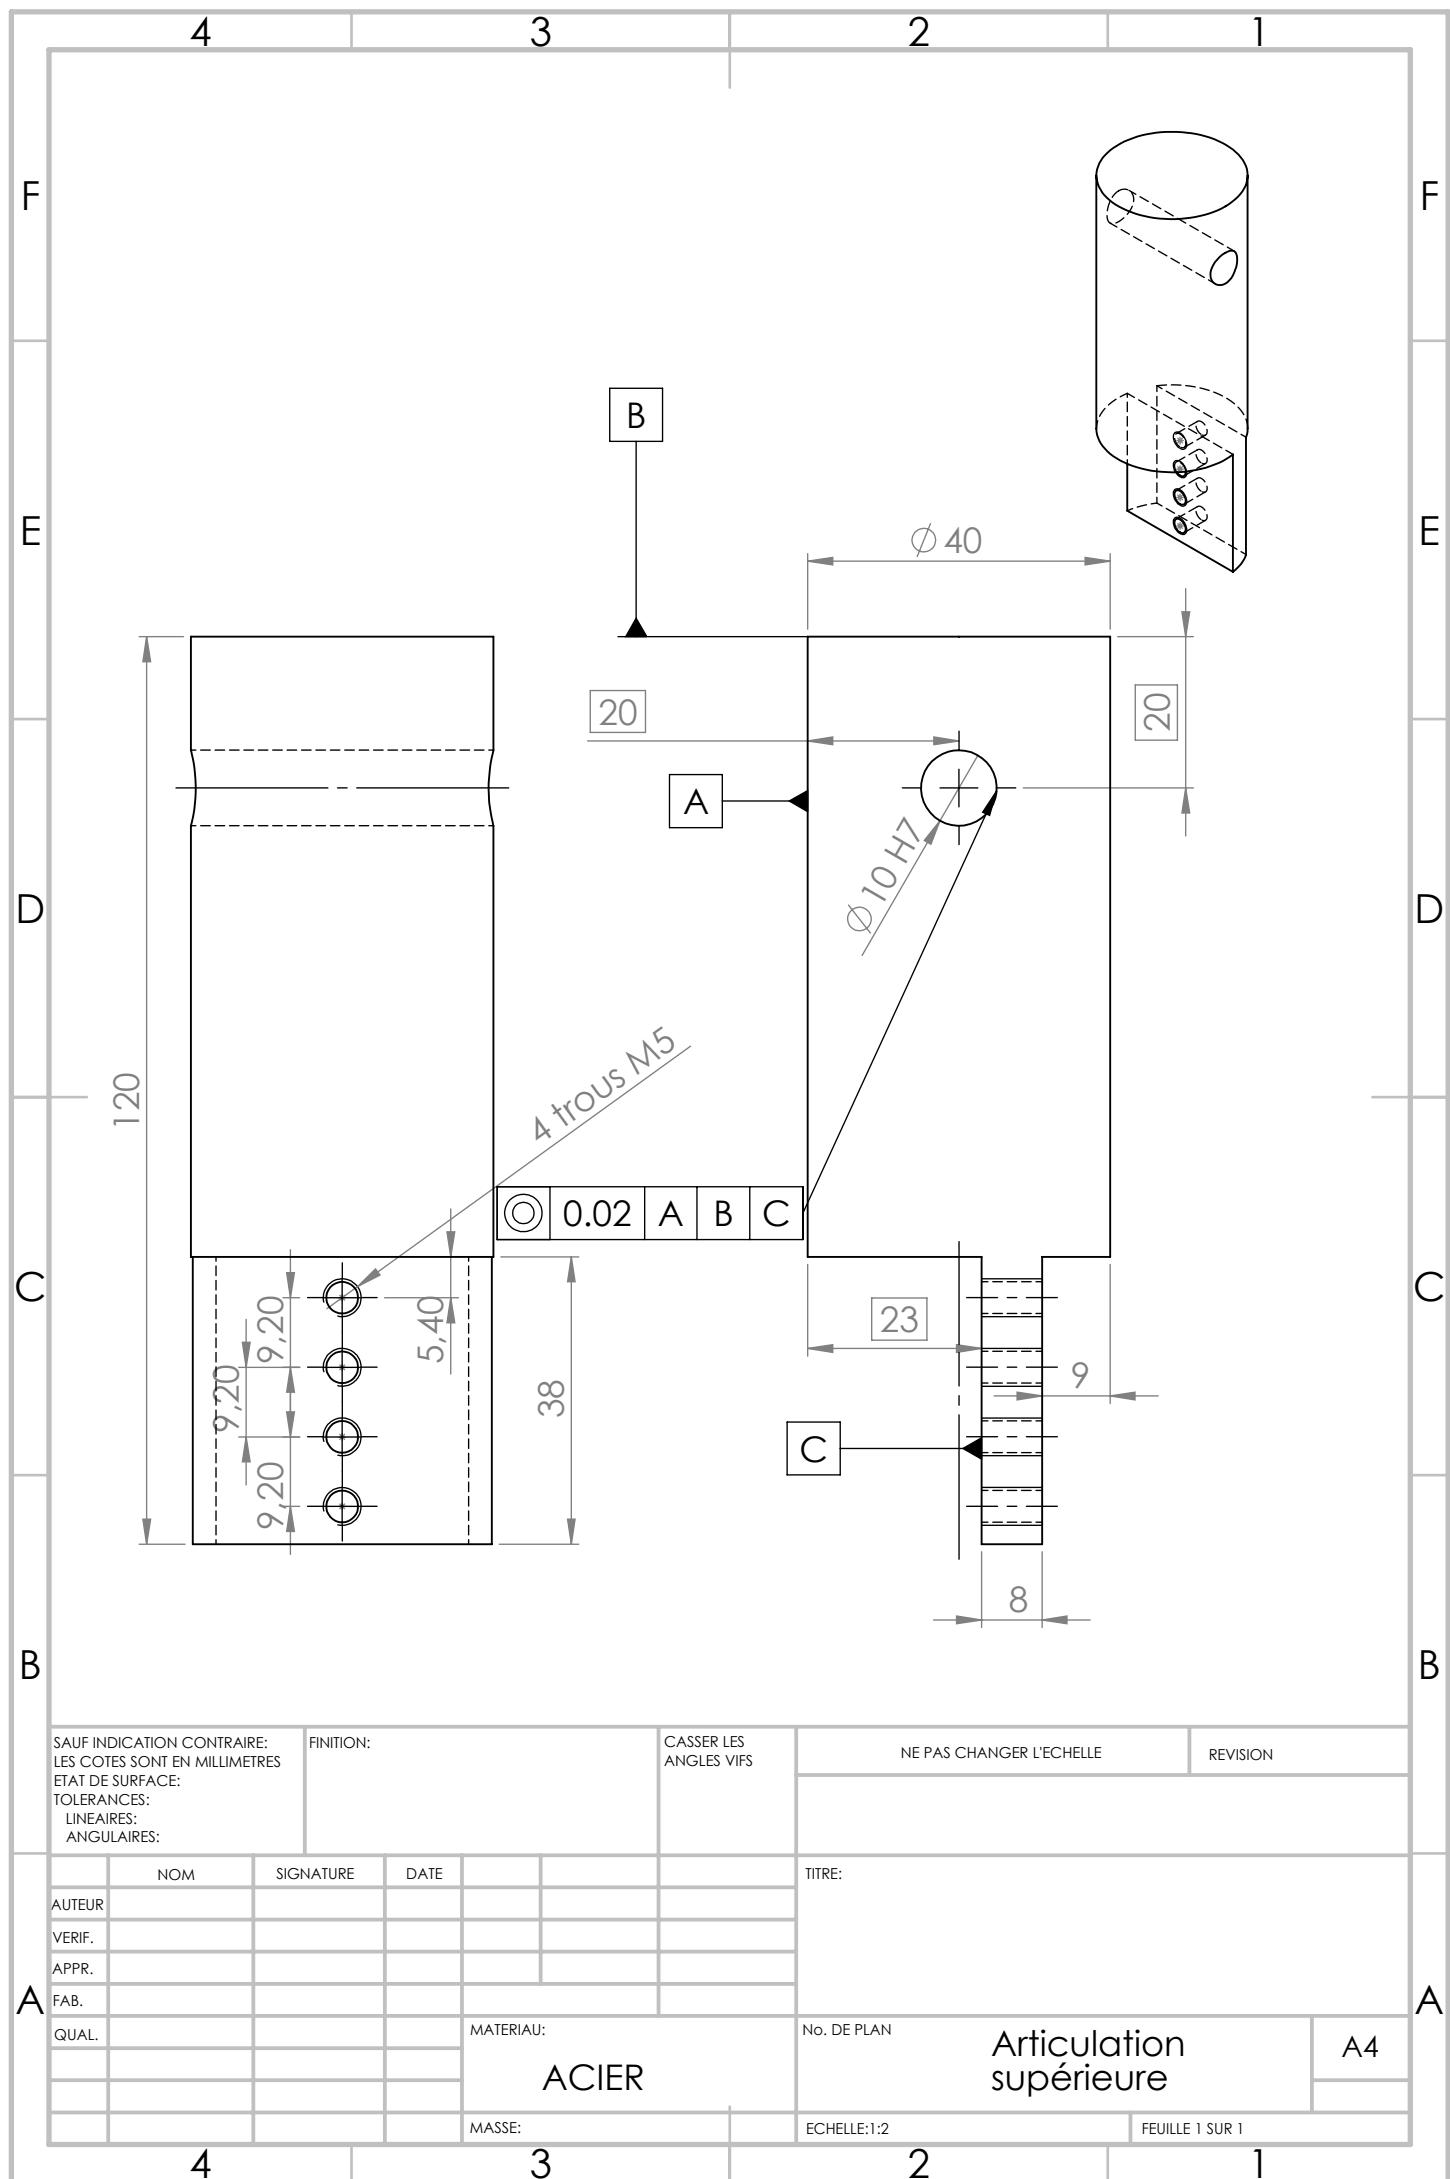 4 3 2 1
F F
B
E E
∅ 40
20
20
A
∅ 10 H7
D D
120
4 trous M5
◎ 0.02 A B C
C C
9,20
5,40
23
9,20
38
9
C
9,20
8
B B
SAUF INDICATION CONTRAIRE:
LES COTES SONT EN MILLIMETRES
ETAT DE SURFACE:
TOLERANCES:
LINEAIRES:
ANGULAIRES:
FINITION:
CASSER LES
ANGLES VIFS
NE PAS CHANGER L'ECHELLE
REVISION
NOM SIGNATURE DATE
TITRE:
AUTEUR
VERIF.
APPR.
FAB.
QUAL.
A A
MATERIAU:
ACIER
No. DE PLAN
Articulation
supérieure
A4
MASSE:
ECHELLE:1:2
FEUILLE 1 SUR 1
4 3 2 1